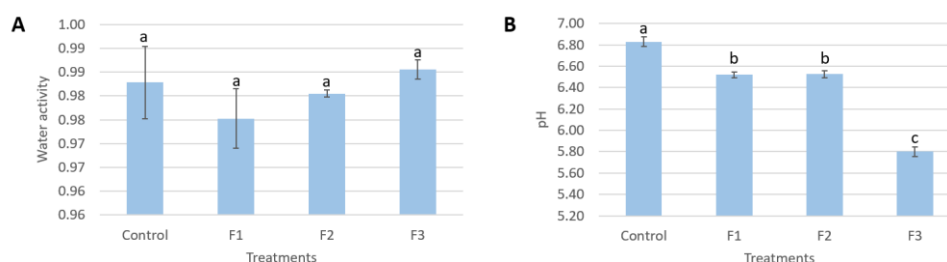 A
1.00
0.99
0.99
0.98
0.98
0.97
0.97
0.96
0.96
Water activity
a
a
a
a
Control F1 F2 F3
Treatments
B
7.00
6.80
6.60
6.40
6.20
6.00
5.80
5.60
5.40
5.20
pH
a
b
b
c
Control F1 F2 F3
Treatments